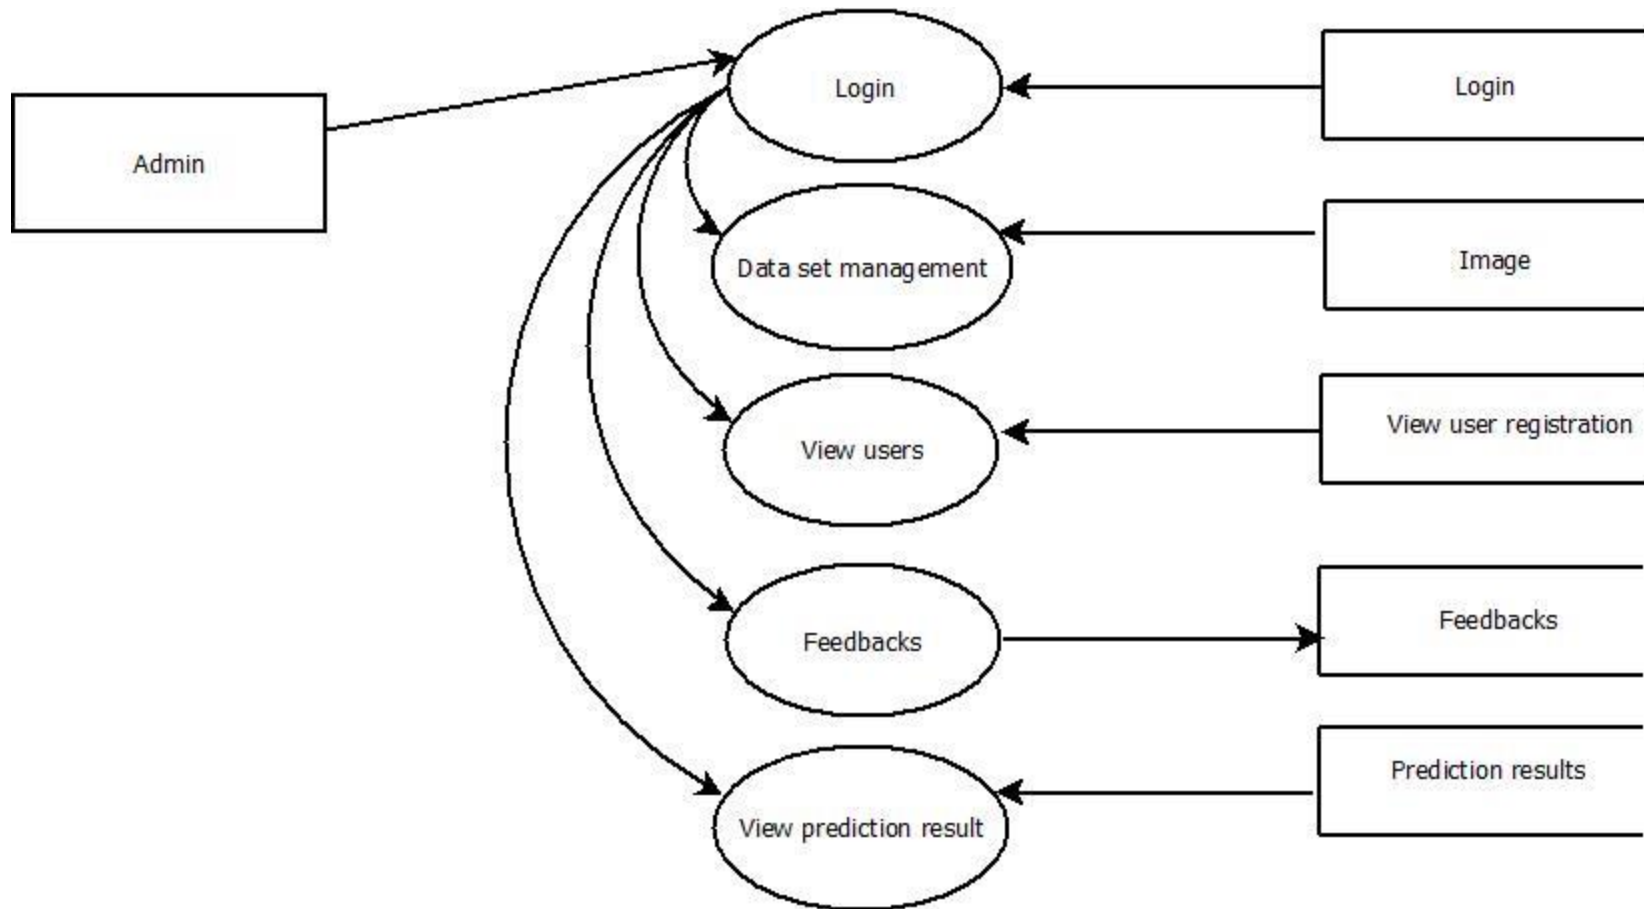 Login
Login
Admin
Data set management
Image
View users
View user registration
Feedbacks
Feedbacks
View prediction result
Prediction results